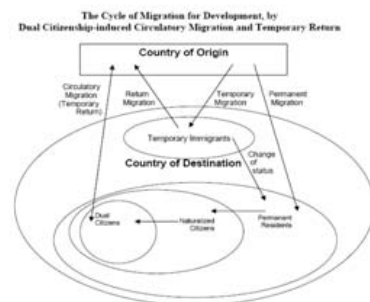 The Cycle of Migration for Development, by
Dual Citizenship-induced Circulatory Migration and Temporary Return
Country of Origin
Circulatory
Migration
(Temporary
Return)
Return
Migration
Temporary
Migration
Permanent
Migration
Temporary Immigrants
Country of Destination
Change
of
status
Dual
Citizens
Naturalized
Citizens
Permanent
Residents